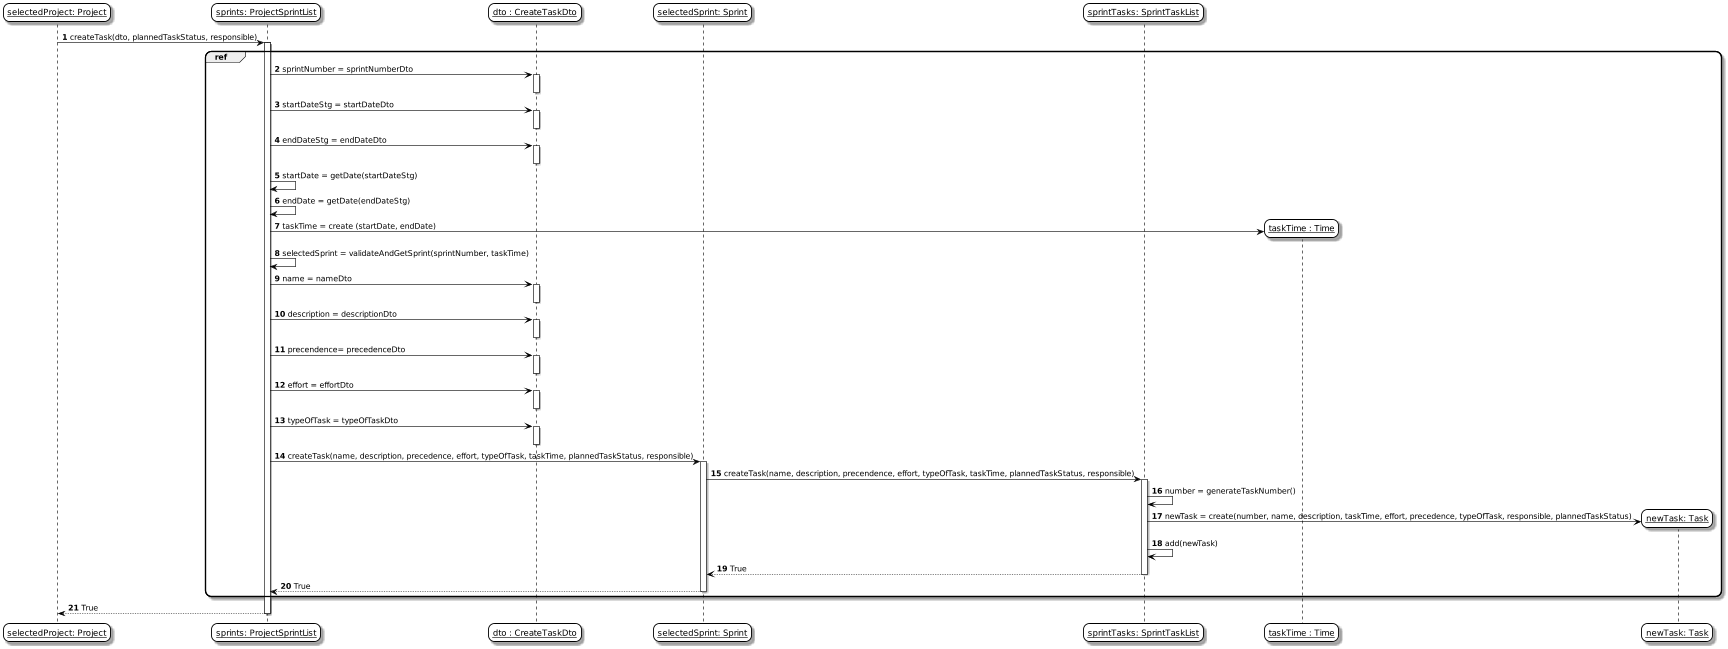 selectedProject: Project
sprints: ProjectSprintList
dto : CreateTaskDto
selectedSprint: Sprint
sprintTasks: SprintTaskList
1 createTask(dto, plannedTaskStatus, responsible)
ref
2 sprintNumber = sprintNumberDto
3 startDateStg = startDateDto
4 endDateStg = endDateDto
5 startDate = getDate(startDateStg)
6 endDate = getDate(endDateStg)
7 taskTime = create (startDate, endDate)
taskTime : Time
8 selectedSprint = validateAndGetSprint(sprintNumber, taskTime)
9 name = nameDto
10 description = descriptionDto
11 precendence= precedenceDto
12 effort = effortDto
13 typeOfTask = typeOfTaskDto
14 createTask(name, description, precedence, effort, typeOfTask, taskTime, plannedTaskStatus, responsible)
15 createTask(name, description, precendence, effort, typeOfTask, taskTime, plannedTaskStatus, responsible)
16 number = generateTaskNumber()
17 newTask = create(number, name, description, taskTime, effort, precedence, typeOfTask, responsible, plannedTaskStatus)
newTask: Task
18 add(newTask)
19 True
20 True
21 True
selectedProject: Project
sprints: ProjectSprintList
dto : CreateTaskDto
selectedSprint: Sprint
sprintTasks: SprintTaskList
taskTime : Time
newTask: Task